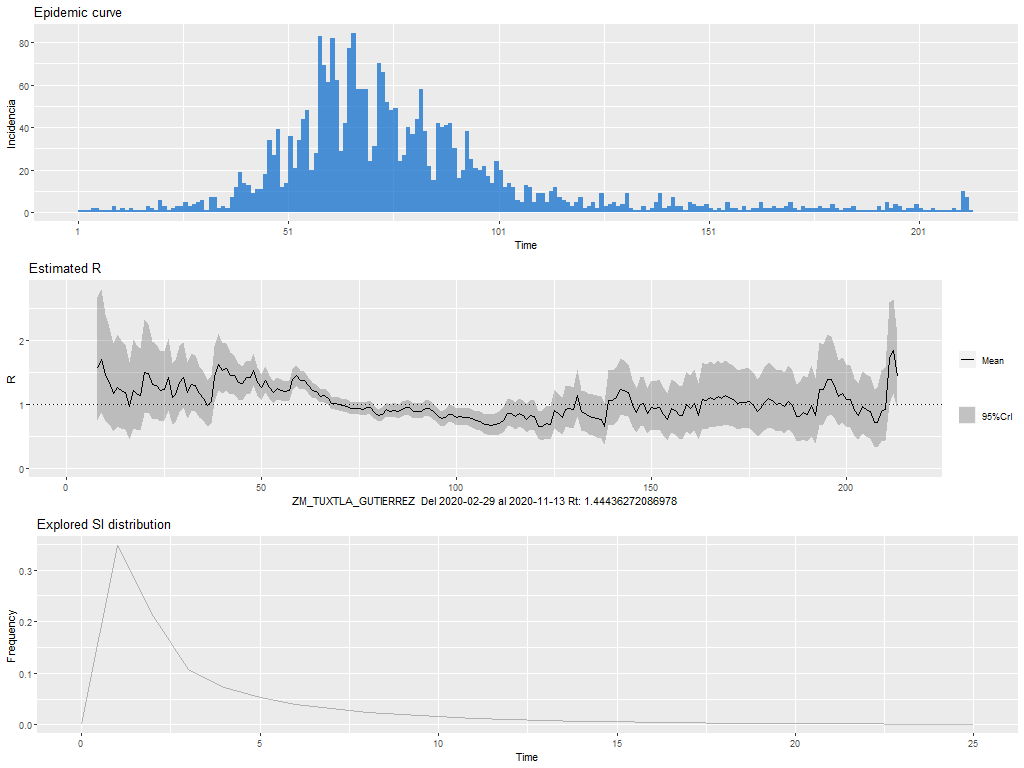 Epidemic curve
Incidencia
80
60
40
20
0
1
51
101
151
201
Time
Estimated R
R
2
1
0
0
50
100
150
200
Mean
95%CrI
ZM_TUXTLA_GUTIERREZ Del 2020-02-29 al 2020-11-13 Rt: 1.44436272086978
Explored SI distribution
Frequency
0.3
0.2
0.1
0.0
0
5
10
15
20
25
Time